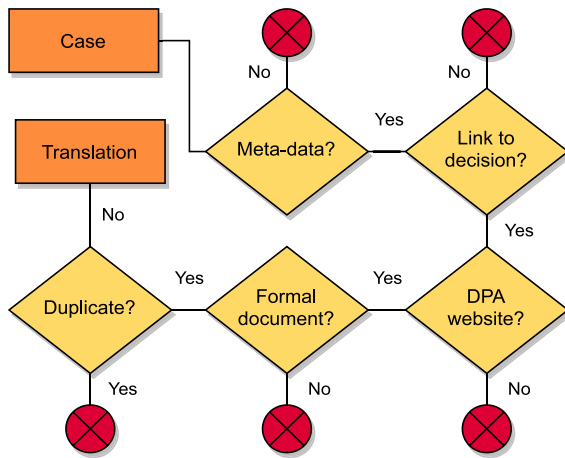 Case
No
No
Meta-data?
Yes
Link to
decision?
Translation
No
Yes
Duplicate?
Yes
Formal
document?
Yes
DPA
website?
Yes
No
No